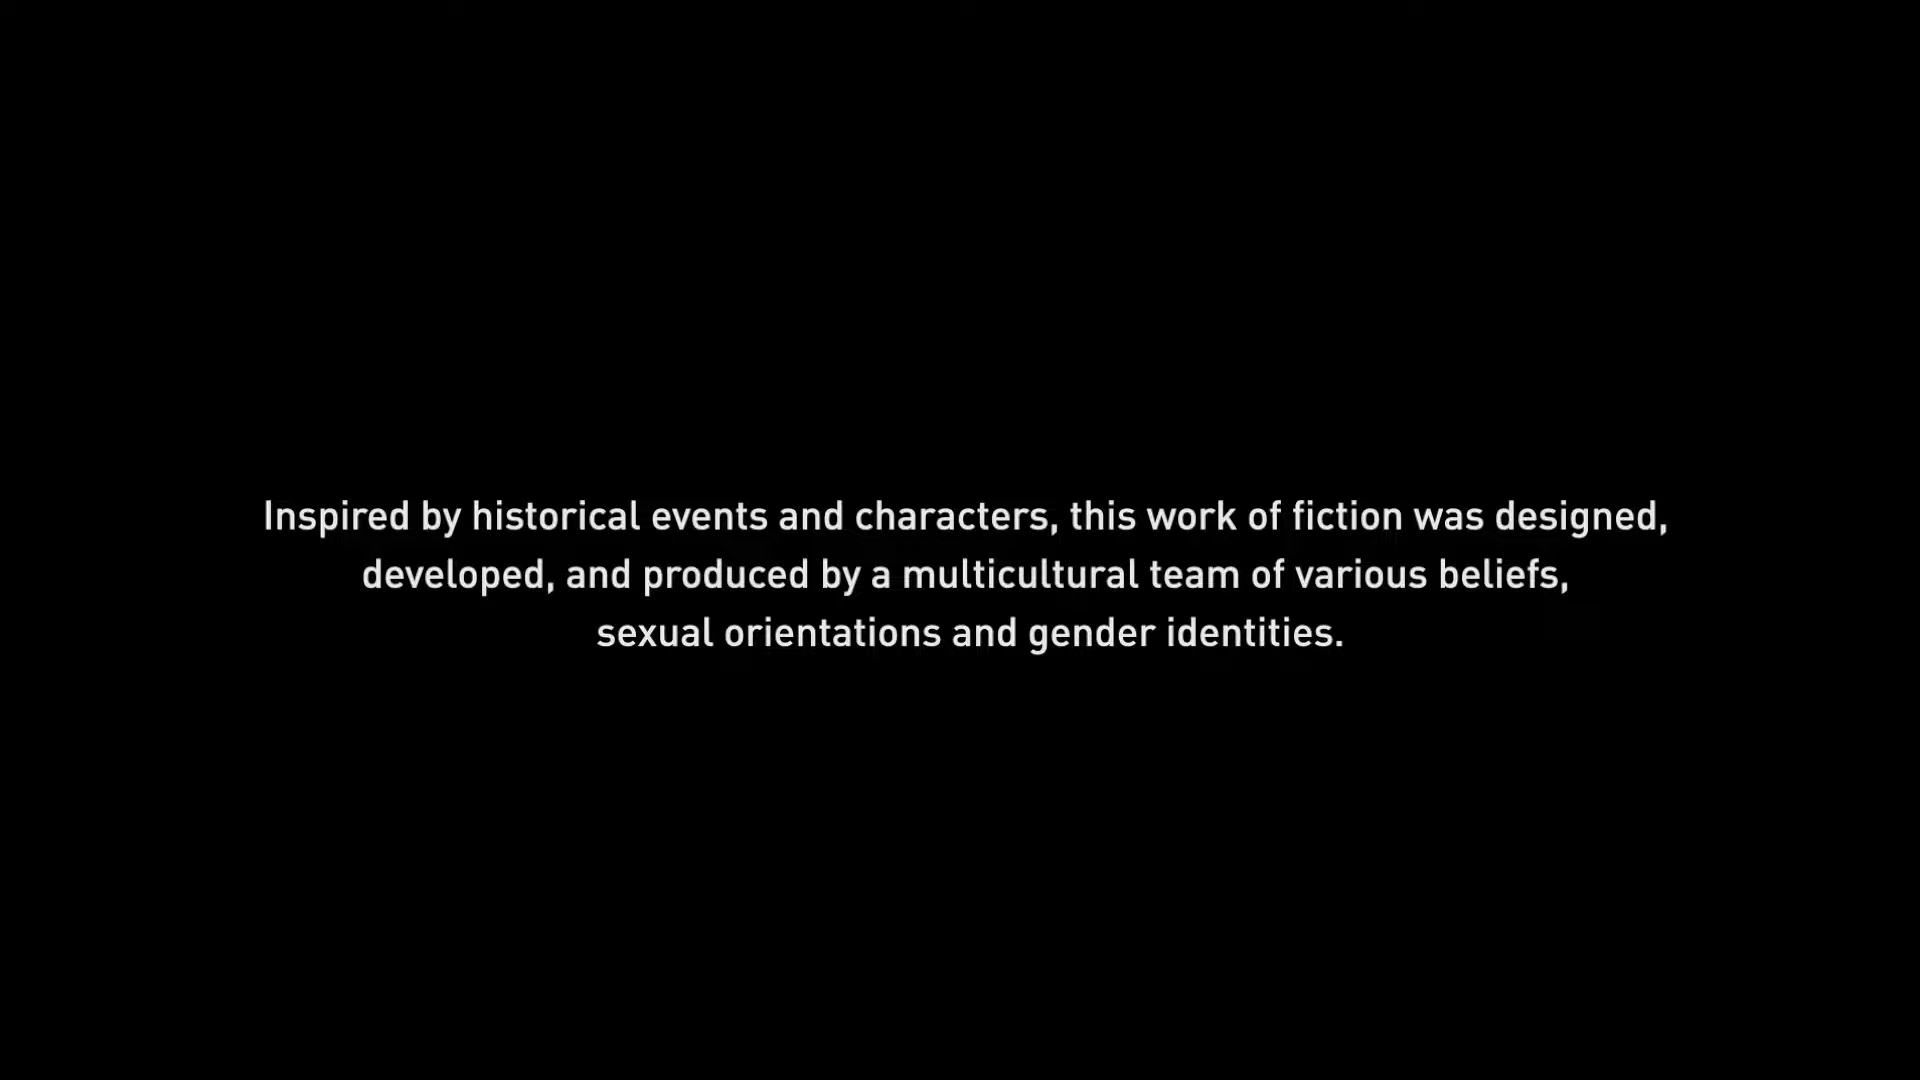 Inspired by historical events and characters, this work of fiction was designed,
developed, and produced by a multicultural team of various beliefs,
sexual orientations and gender identities.